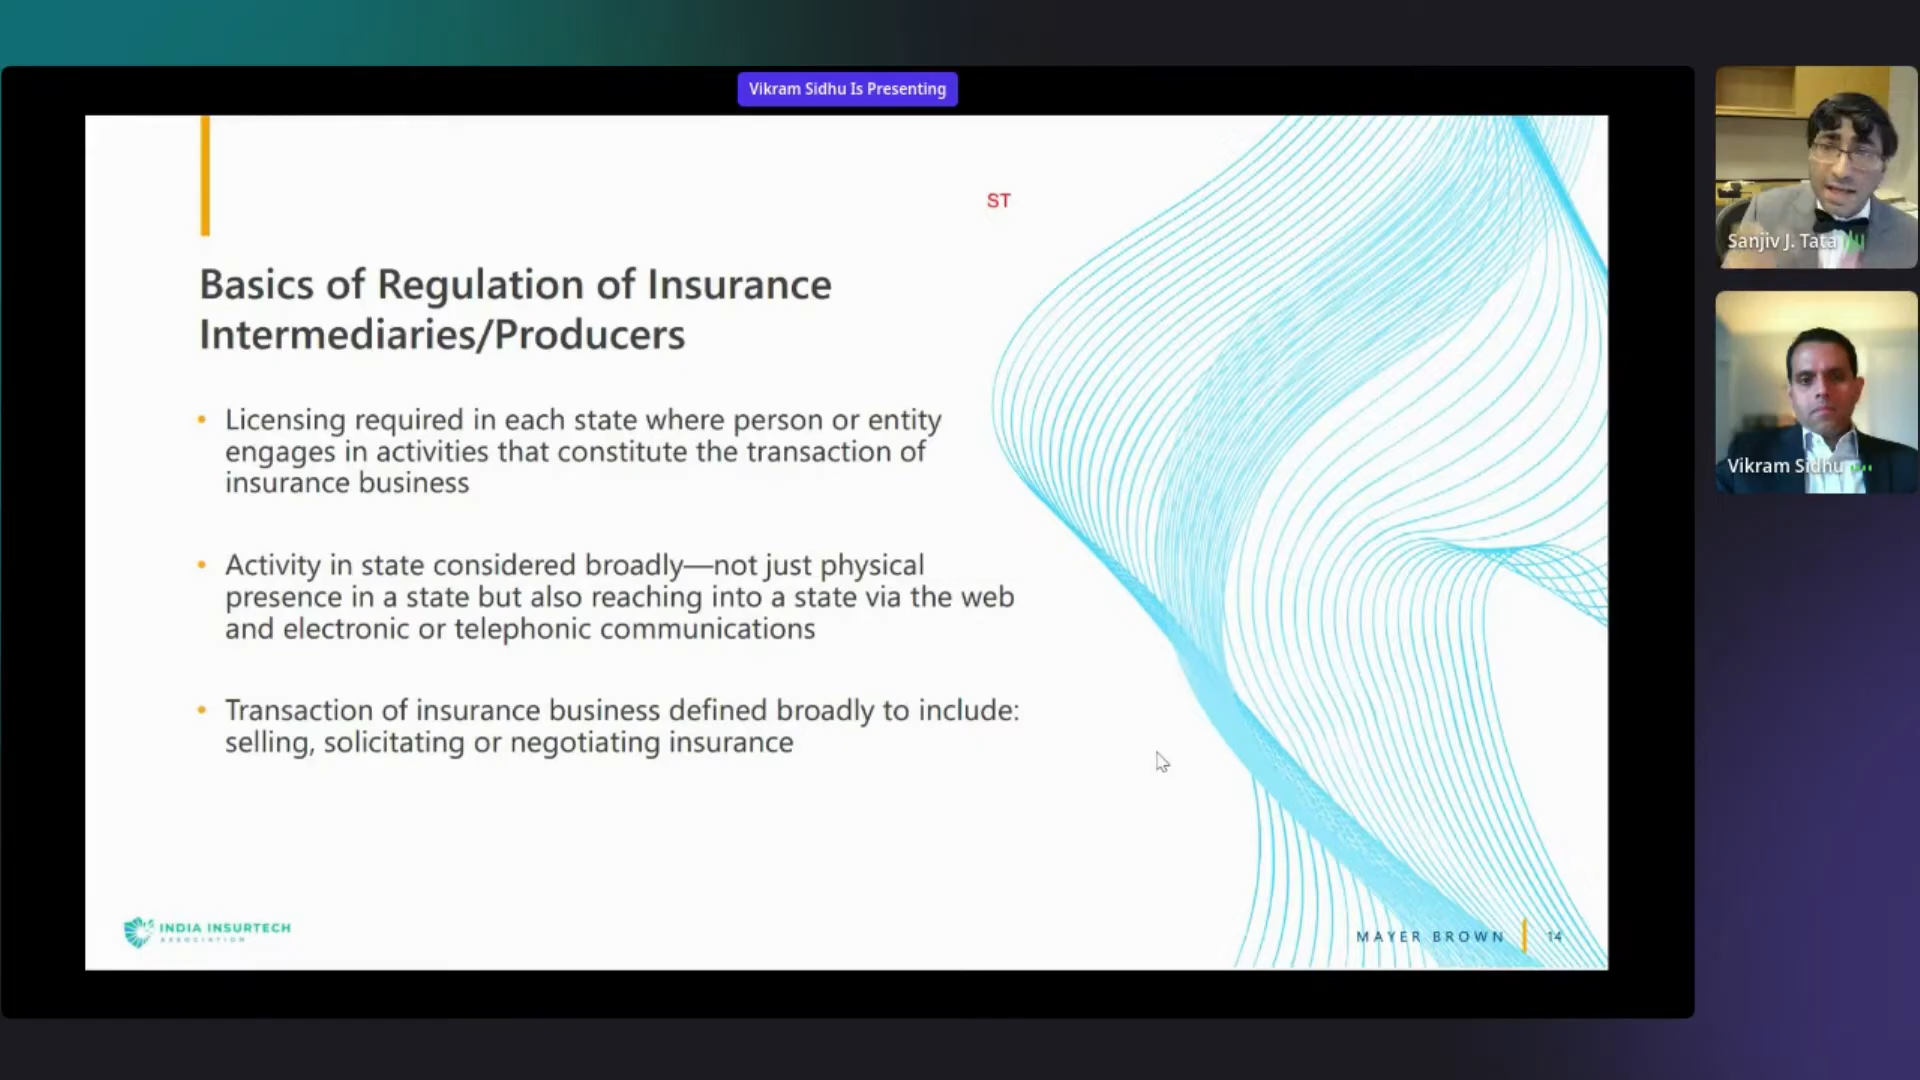 Vikram Sidhu Is Presenting
ST
Basics of Regulation of Insurance
Intermediaries/Producers
• Licensing required in each state where person or entity
engages in activities that constitute the transaction of
insurance business
• Activity in state considered broadly—not just physical
presence in a state but also reaching into a state via the web
and electronic or telephonic communications
• Transaction of insurance business defined broadly to include:
selling, solicitating or negotiating insurance
INDIA INSURTECH
ASSOCIATION
MAYER BROWN
14
Sanjiv J. Tata
Vikram Sidhu